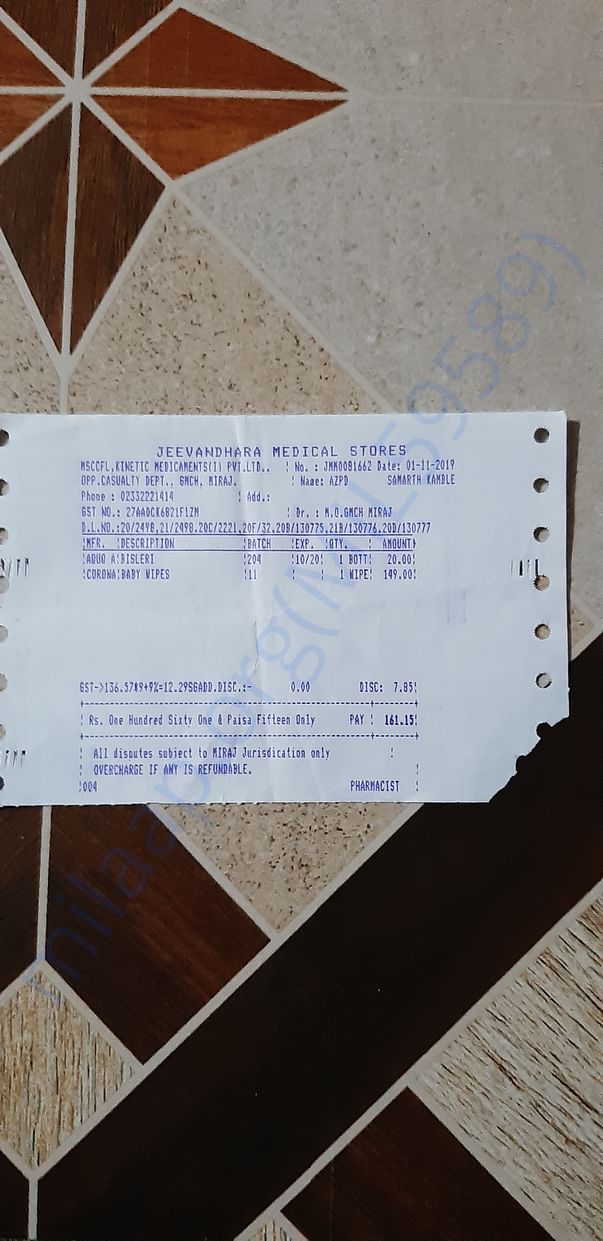 JEEVANDHARA MEDICAL STORES
MSCCFL,KINETIC MEDICAMENTS(I) PVT.LTD., No. : JMM0081662 Date: 01-11-2019
OPP.CASUALTY DEPT., GMCH, MIRAJ. Name: AZPD SAMARTH KAMBLE
Phone : 02332221414 Add.:
GST NO.: 27AAOCK6821F1ZM Dr. : M.O.GMCH MIRAJ
D.L.NO.:20/2498,21/2498.20C/2221,20F/32.20B/130775.21B/130776.20D/130777
MFR. DESCRIPTION BATCH EXP. QTY. AMOUNT
AQUO A BISLERI 204 10/20 1 BOTT 20.00
CORONA BABY WIPES 11 1 WIPE 149.00
GST->136.57*9+9%=12.29SGADD.DISC.:- 0.00 DISC: 7.85
Rs. One Hundred Sixty One & Paisa Fifteen Only PAY : 161.15
All disputes subject to MIRAJ Jurisdication only
OVERCHARGE IF ANY IS REFUNDABLE.
004 PHARMACIST
milaap.org(MTL59589)